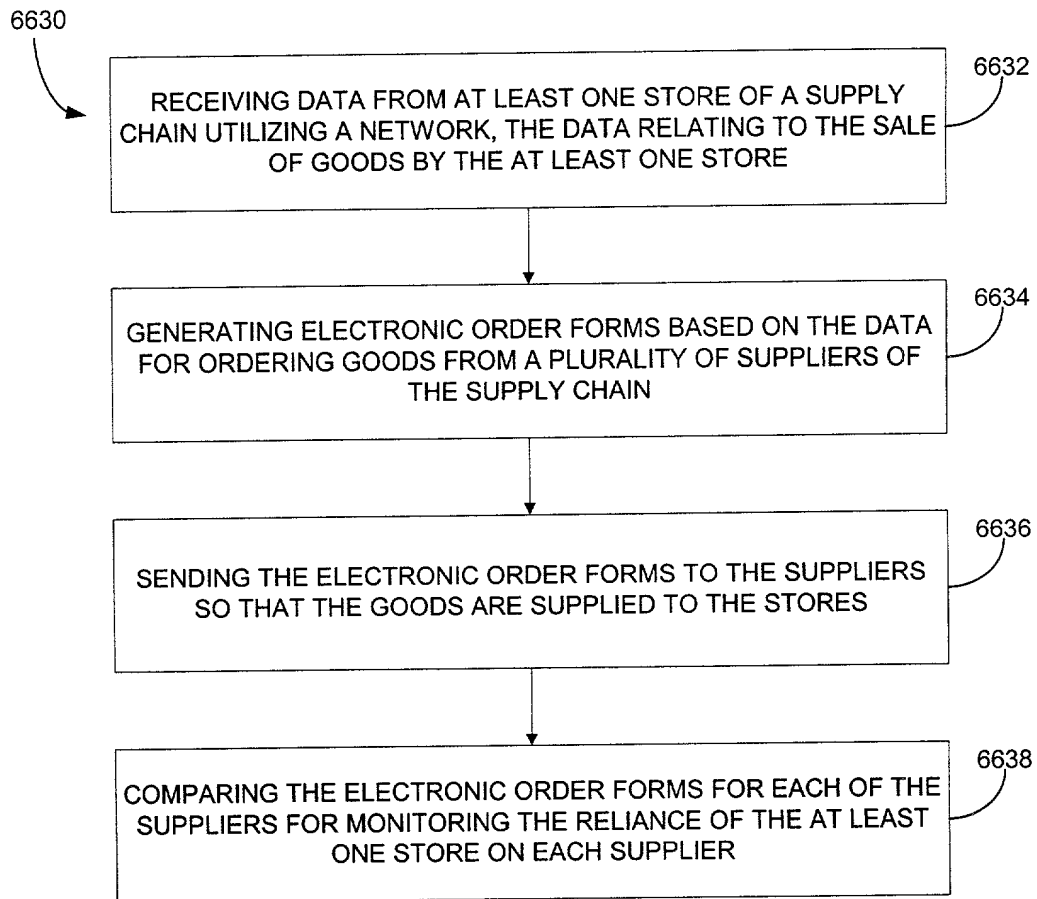 6630
6632
RECEIVING DATA FROM AT LEAST ONE STORE OF A SUPPLY
CHAIN UTILIZING A NETWORK, THE DATA RELATING TO THE SALE
OF GOODS BY THE AT LEAST ONE STORE
6634
GENERATING ELECTRONIC ORDER FORMS BASED ON THE DATA
FOR ORDERING GOODS FROM A PLURALITY OF SUPPLIERS OF
THE SUPPLY CHAIN
6636
SENDING THE ELECTRONIC ORDER FORMS TO THE SUPPLIERS
SO THAT THE GOODS ARE SUPPLIED TO THE STORES
6638
COMPARING THE ELECTRONIC ORDER FORMS FOR EACH OF THE
SUPPLIERS FOR MONITORING THE RELIANCE OF THE AT LEAST
ONE STORE ON EACH SUPPLIER